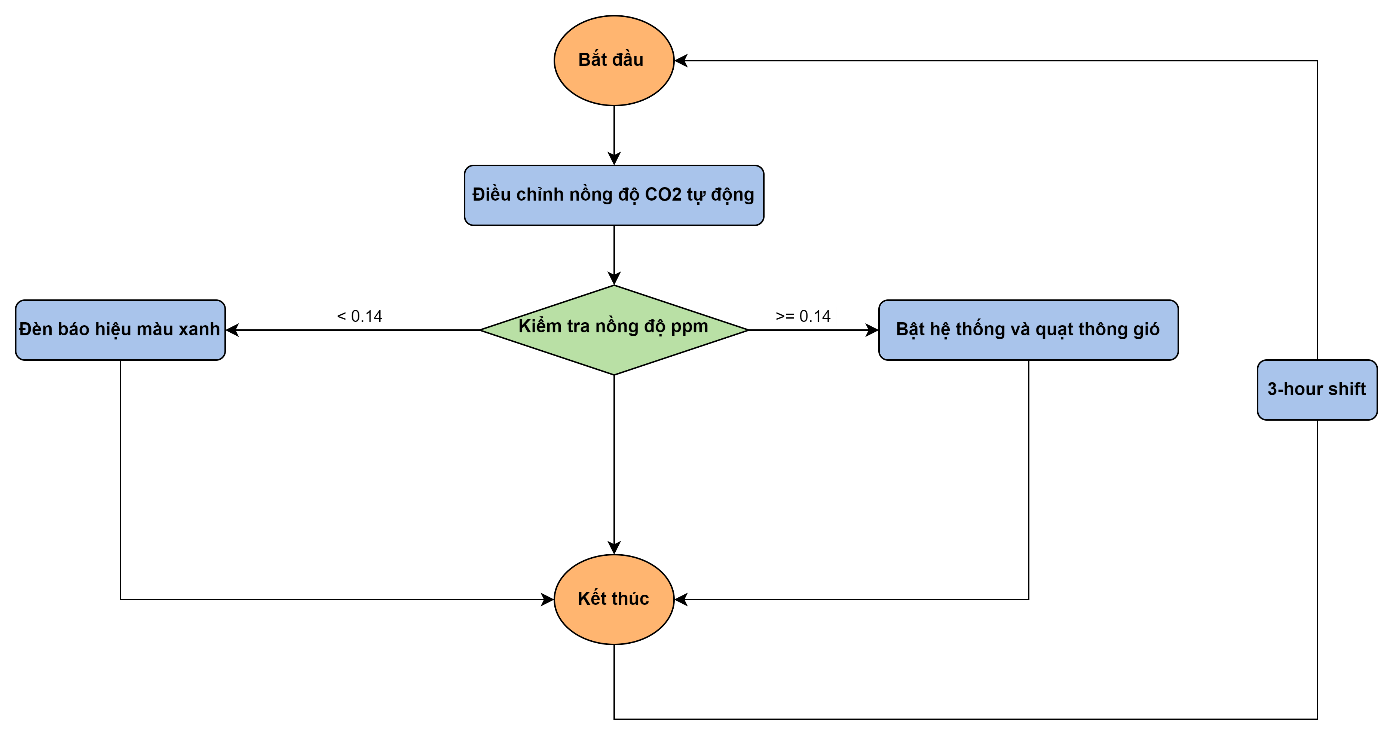 Bắt đầu
Điều chỉnh nồng độ CO2 tự động
Đèn báo hiệu màu xanh
< 0.14
Kiểm tra nồng độ ppm
>= 0.14
Bật hệ thống và quạt thông gió
3-hour shift
Kết thúc